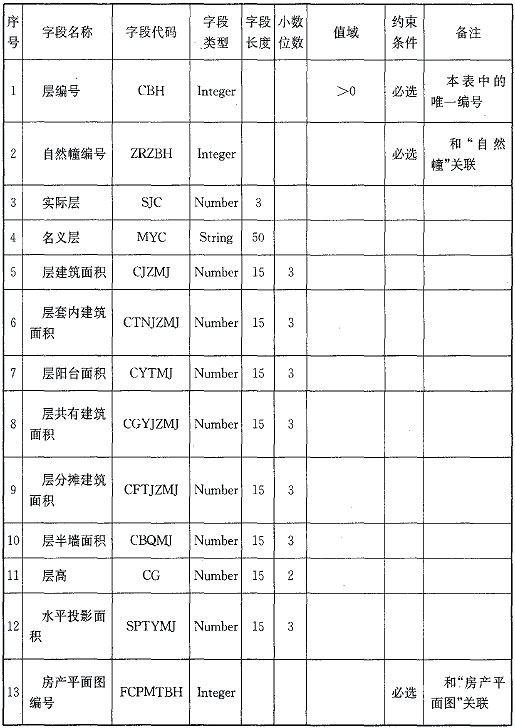 序号 字段名称 字段代码 字段类型 字段长度 小数位数 值域 约束条件 备注
1 层编号 CBH Integer >0 必选 本表中的唯一编号
2 自然幢编号 ZRZBH Integer 必选 和“自然幢”关联
3 实际层 SJC Number 3
4 名义层 MYC String 50
5 层建筑面积 CJZMJ Number 15 3
6 层套内建筑面积 CTNJZMJ Number 15 3
7 层阳台面积 CYTMJ Number 15 3
8 层共有建筑面积 CGYJZMJ Number 15 3
9 层分摊建筑面积 CFTJZMJ Number 15 3
10 层半墙面积 CBQMJ Number 15 3
11 层高 CG Number 15 2
12 水平投影面积 SPTYMJ Number 15 3
13 房产平面图编号 FCPMTBH Integer 必选 和“房产平面图”关联